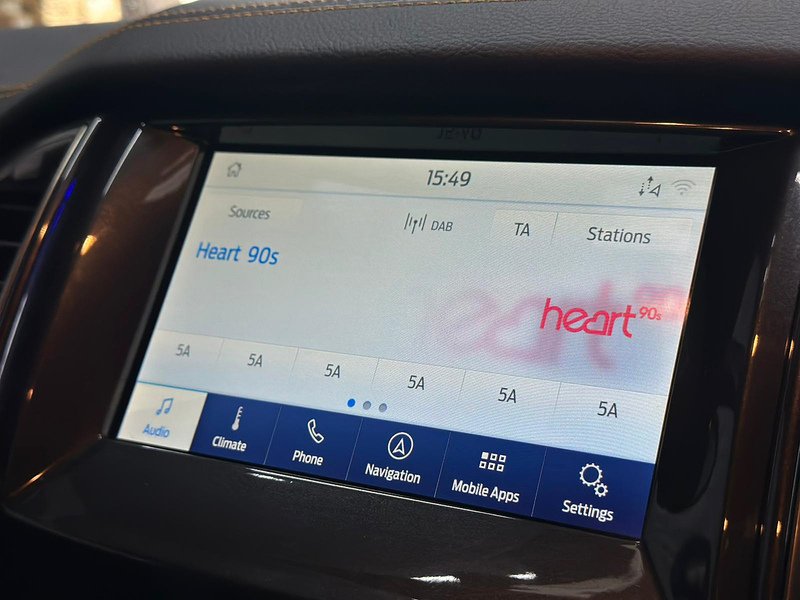 15:49
Sources
DAB
TA
Stations
Heart 90s
heart 90s
5A
5A
5A
5A
5A
5A
Audio
Climate
Phone
Navigation
Mobile Apps
Settings